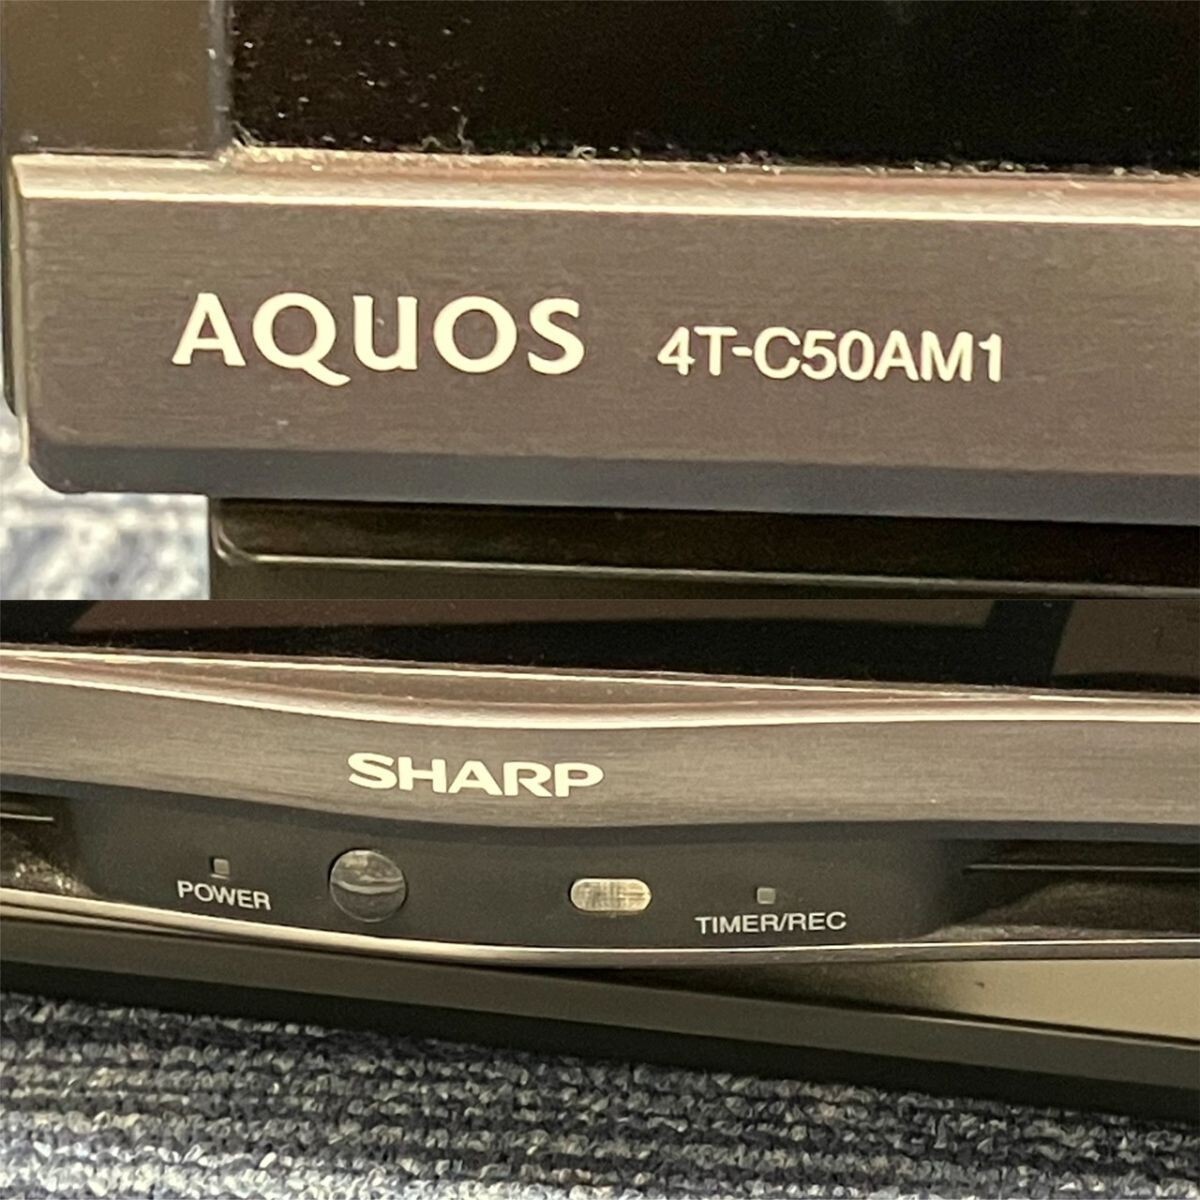 AQUOS 4T-C50AM1
SHARP
POWER
TIMER/REC